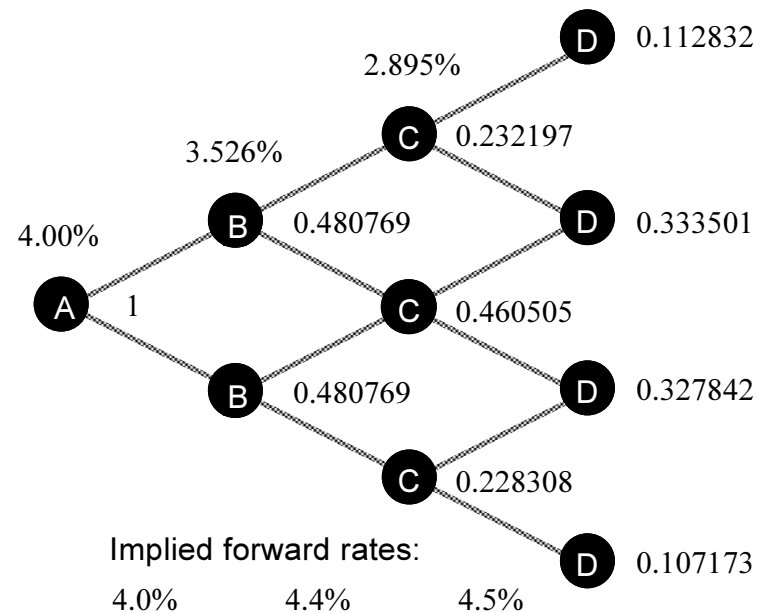 D 0.112832
2.895%
C 0.232197
3.526%
B 0.480769
D 0.333501
4.00%
A 1
C 0.460505
B 0.480769
D 0.327842
C 0.228308
Implied forward rates:
D 0.107173
4.0% 4.4% 4.5%